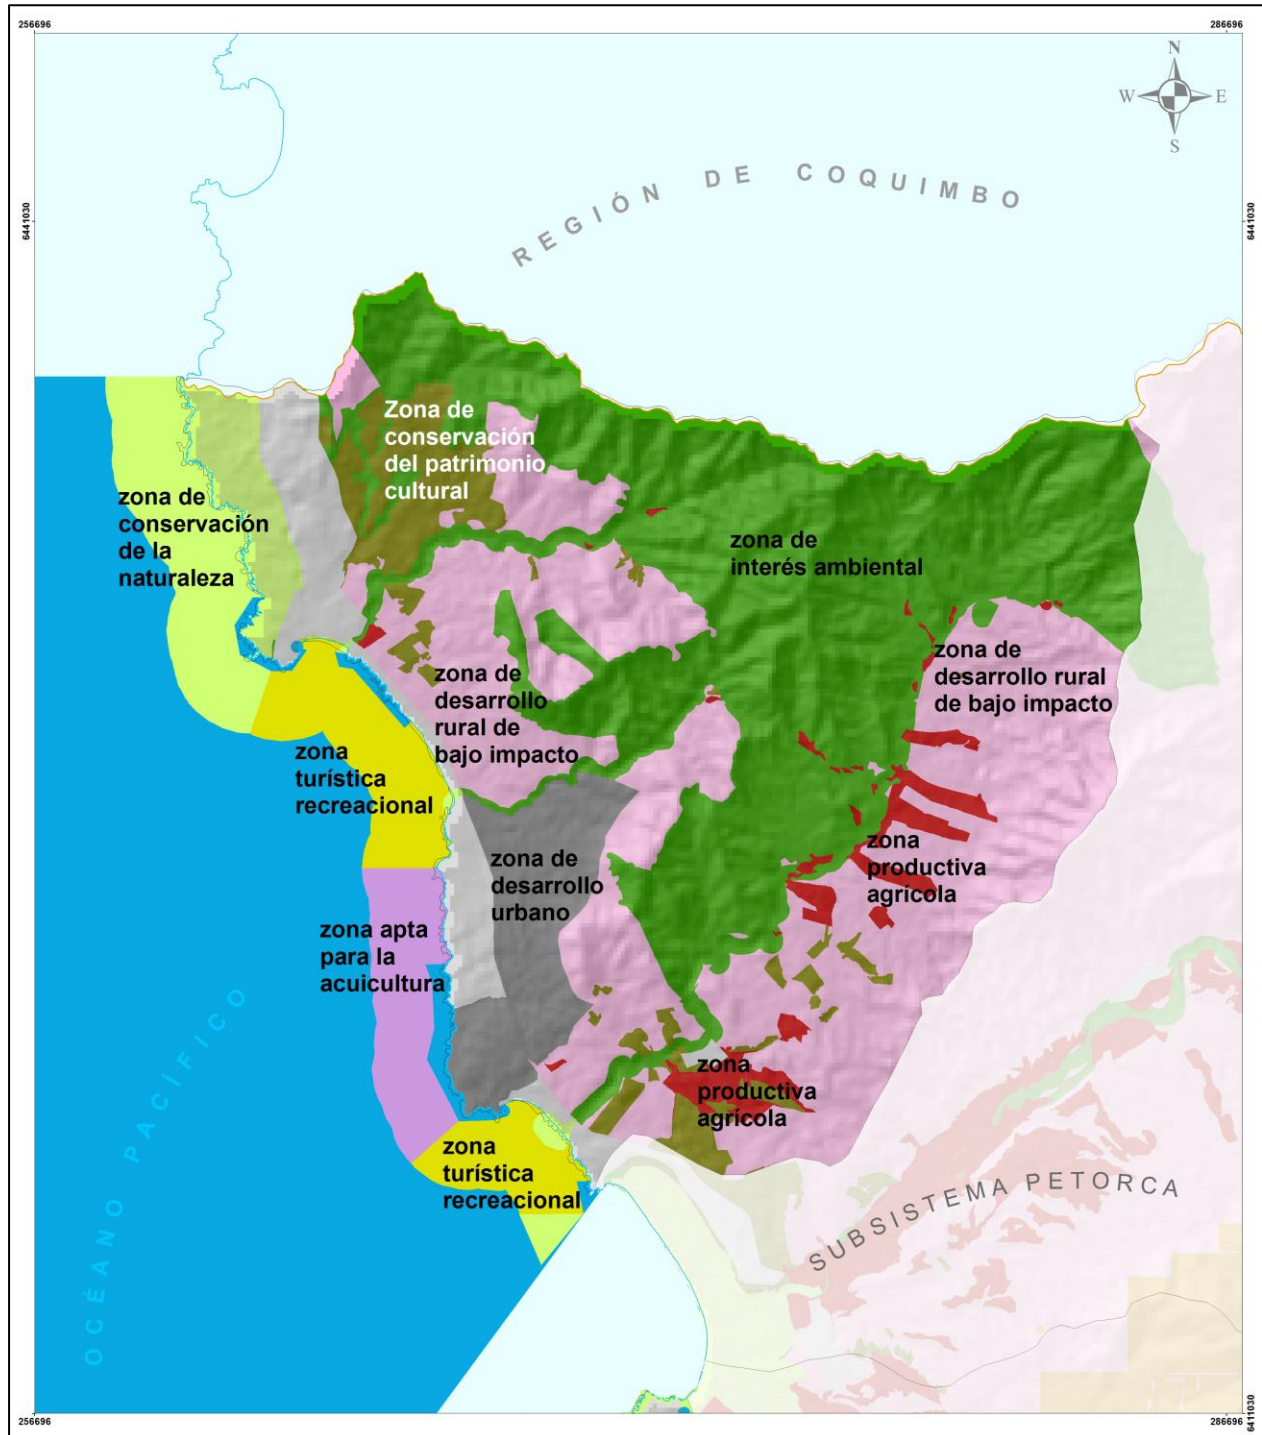 256696
286696
N
W
E
S
6441030
6441030
REGIÓN DE COQUIMBO
Zona de
conservación
del patrimonio
cultural
zona de
conservación
de la
naturaleza
zona de
interés ambiental
zona de
desarrollo rural
de bajo impacto
zona de
desarrollo
rural de
bajo impacto
zona
turística
recreacional
zona
productiva
agrícola
zona de
desarrollo
urbano
zona apta
para la
acuicultura
OCÉANO PACÍFICO
zona
productiva
agrícola
zona
turística
recreacional
SUBSISTEMA PETORCA
256696
286696
6411030